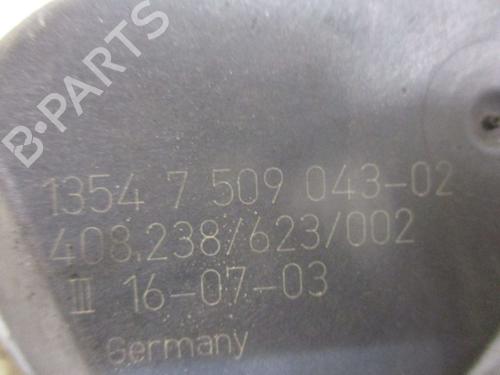 B-PARTS
1354 7 509 043-02
408.238/623/002
III 16-07-03
Germany